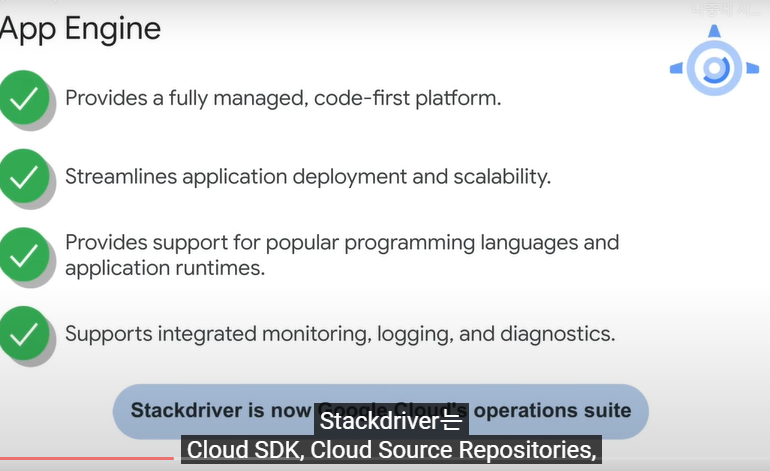 App Engine
Provides a fully managed, code-first platform.
Streamlines application deployment and scalability.
Provides support for popular programming languages and
application runtimes.
Supports integrated monitoring, logging, and diagnostics.
Stackdriver is now Google Cloud's operations suite
Stackdriver는
Cloud SDK, Cloud Source Repositories,